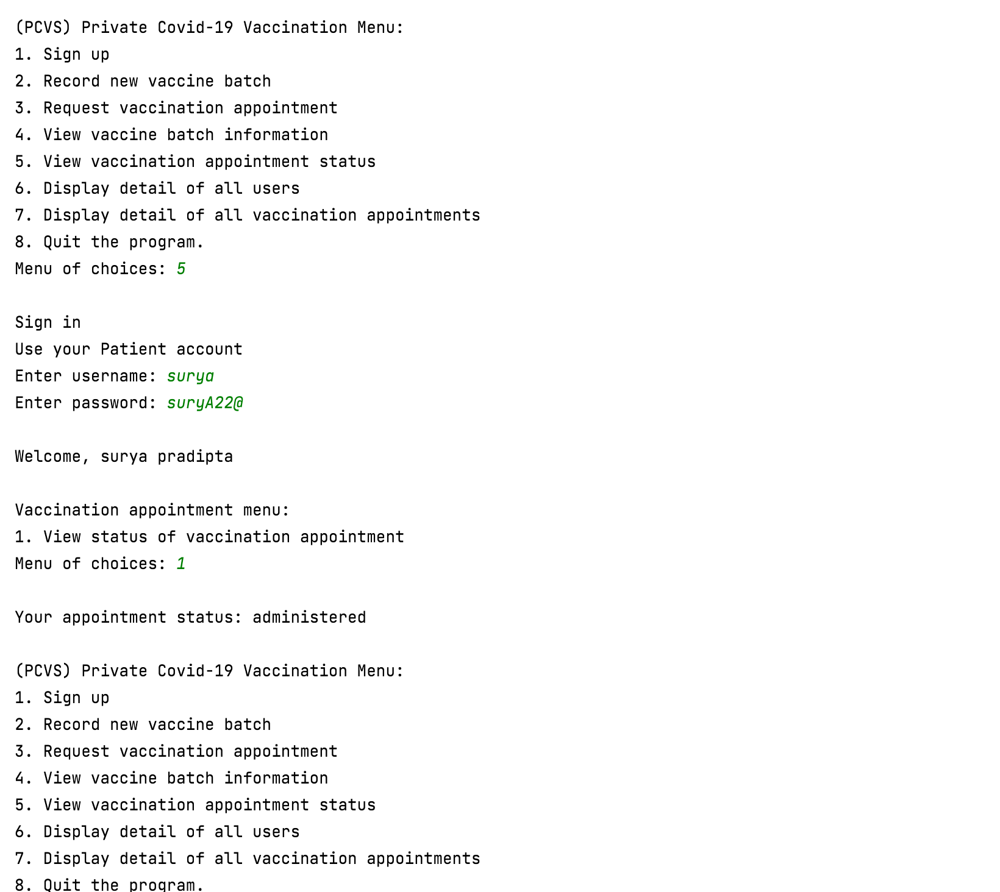 (PCVS) Private Covid-19 Vaccination Menu:
1. Sign up
2. Record new vaccine batch
3. Request vaccination appointment
4. View vaccine batch information
5. View vaccination appointment status
6. Display detail of all users
7. Display detail of all vaccination appointments
8. Quit the program.
Menu of choices: 5
Sign in
Use your Patient account
Enter username: surya
Enter password: suryA22@
Welcome, surya pradipta
Vaccination appointment menu:
1. View status of vaccination appointment
Menu of choices: 1
Your appointment status: administered
(PCVS) Private Covid-19 Vaccination Menu:
1. Sign up
2. Record new vaccine batch
3. Request vaccination appointment
4. View vaccine batch information
5. View vaccination appointment status
6. Display detail of all users
7. Display detail of all vaccination appointments
8. Quit the program.